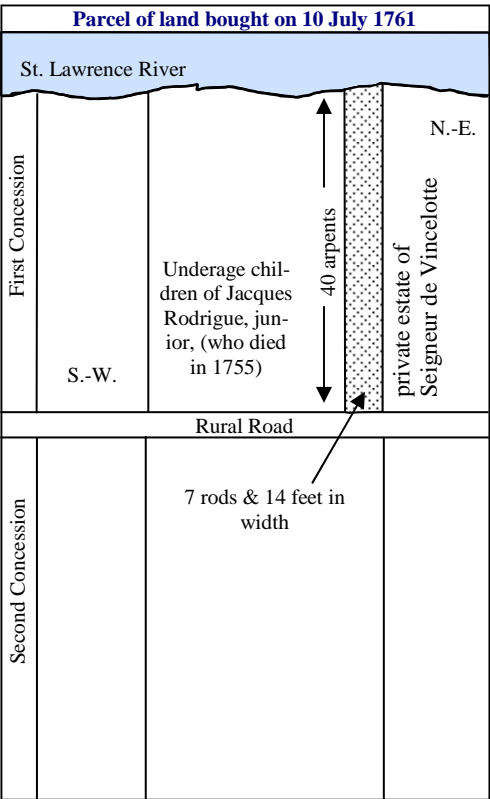 Parcel of land bought on 10 July 1761
St. Lawrence River
N.-E.
First Concession
40 arpents
private estate of
Seigneur de Vincelotte
Underage chil-
dren of Jacques
Rodrigue, jun-
ior, (who died
in 1755)
S.-W.
Rural Road
7 rods & 14 feet in
width
Second Concession